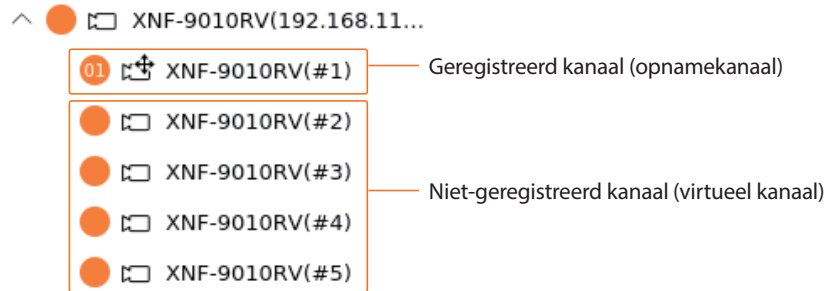 XNF-9010RV(192.168.11...
01 XNF-9010RV(#1)
Geregistreerd kanaal (opnamekanaal)
XNF-9010RV(#2)
XNF-9010RV(#3)
Niet-geregistreerd kanaal (virtueel kanaal)
XNF-9010RV(#4)
XNF-9010RV(#5)